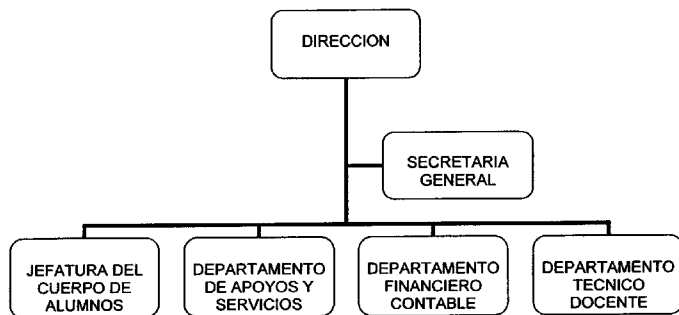 DIRECCION
SECRETARIA
GENERAL
JEFATURA DEL
CUERPO DE
ALUMNOS
DEPARTAMENTO
DE APOYOS Y
SERVICIOS
DEPARTAMENTO
FINANCIERO
CONTABLE
DEPARTAMENTO
TECNICO
DOCENTE